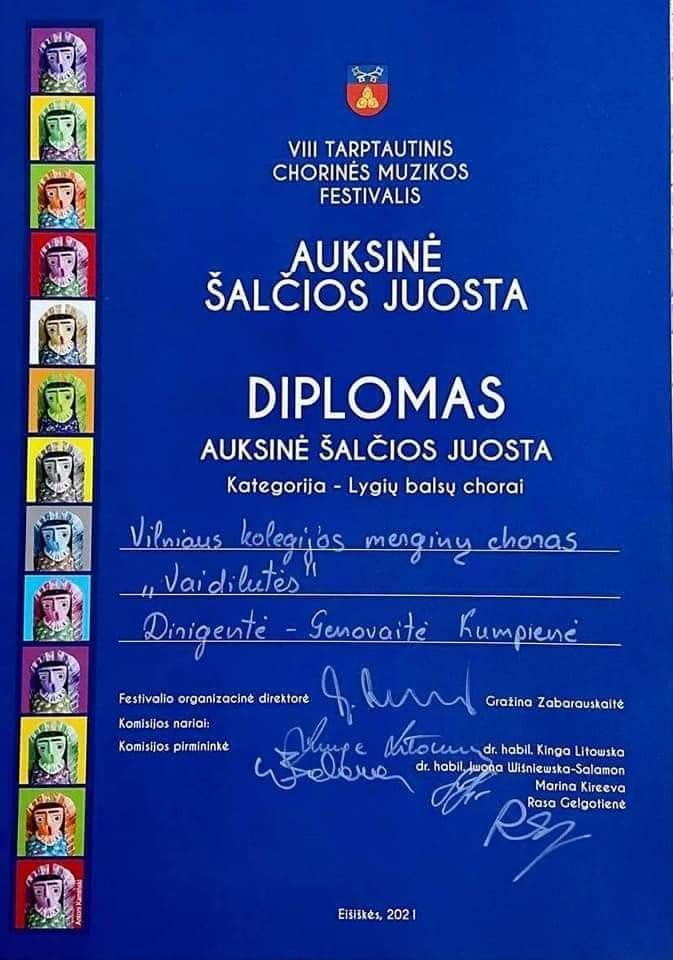 VIII TARPTAUTINIS
CHORINĖS MUZIKOS
FESTIVALIS
AUKSINĖ
ŠALČIOS JUOSTA
DIPLOMAS
AUKSINĖ ŠALČIOS JUOSTA
Kategorija - Lygių balsų chorai
Vilniaus kolegijos merginų choras
„Vaidilutės"
Dirigentė - Genovaitė Kumpienė
Festivalio organizacinė direktorė Gražina Zabarauskaitė
Komisijos nariai:
Komisijos pirmininkė dr. habil. Kinga Litowska
dr. habil. Iwona Wiśniewska-Salamon
Marina Kireeva
Rasa Gelgotienė
Antoni Kamiński
Eišiškės, 2021